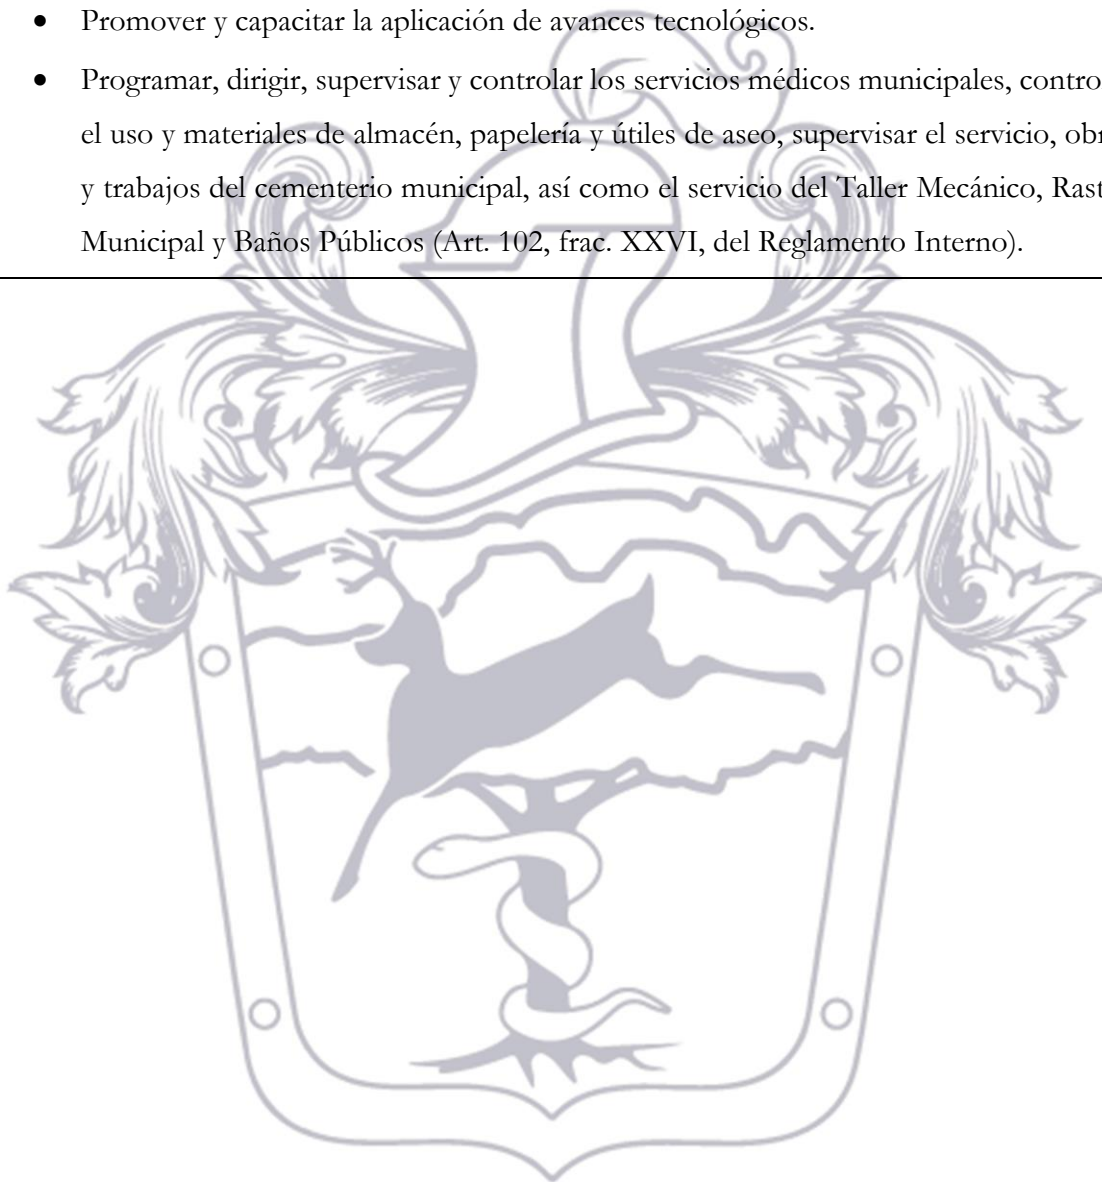 • Promover y capacitar la aplicación de avances tecnológicos.
• Programar, dirigir, supervisar y controlar los servicios médicos municipales, contro
el uso y materiales de almacén, papelería y útiles de aseo, supervisar el servicio, obr
y trabajos del cementerio municipal, así como el servicio del Taller Mecánico, Rast
Municipal y Baños Públicos (Art. 102, frac. XXVI, del Reglamento Interno).